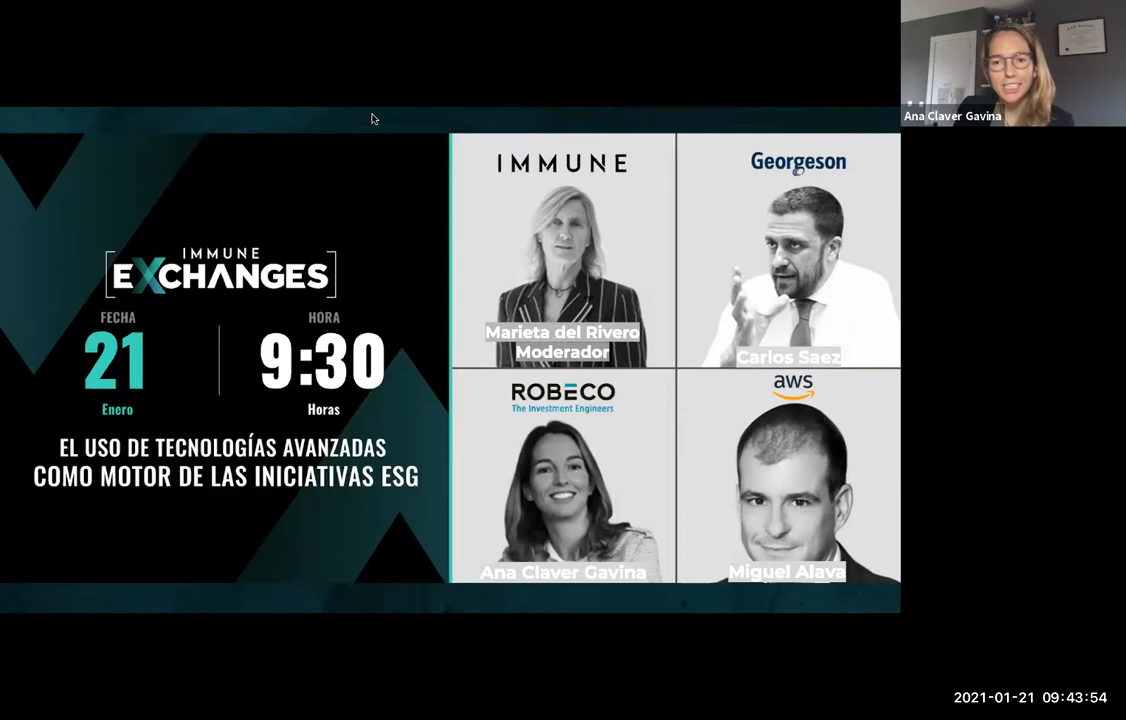 Ana Claver Gavina
IMMUNE
EXCHANGES
FECHA
21
Enero
HORA
9:30
Horas
EL USO DE TECNOLOGÍAS AVANZADAS
COMO MOTOR DE LAS INICIATIVAS ESG
IMMUNE
Marieta del Rivero
Moderador
Georgeson
Carlos Saez
ROBECO
The Investment Engineers
Ana Claver Gavina
aws
Miguel Alava
2021-01-21 09:43:54